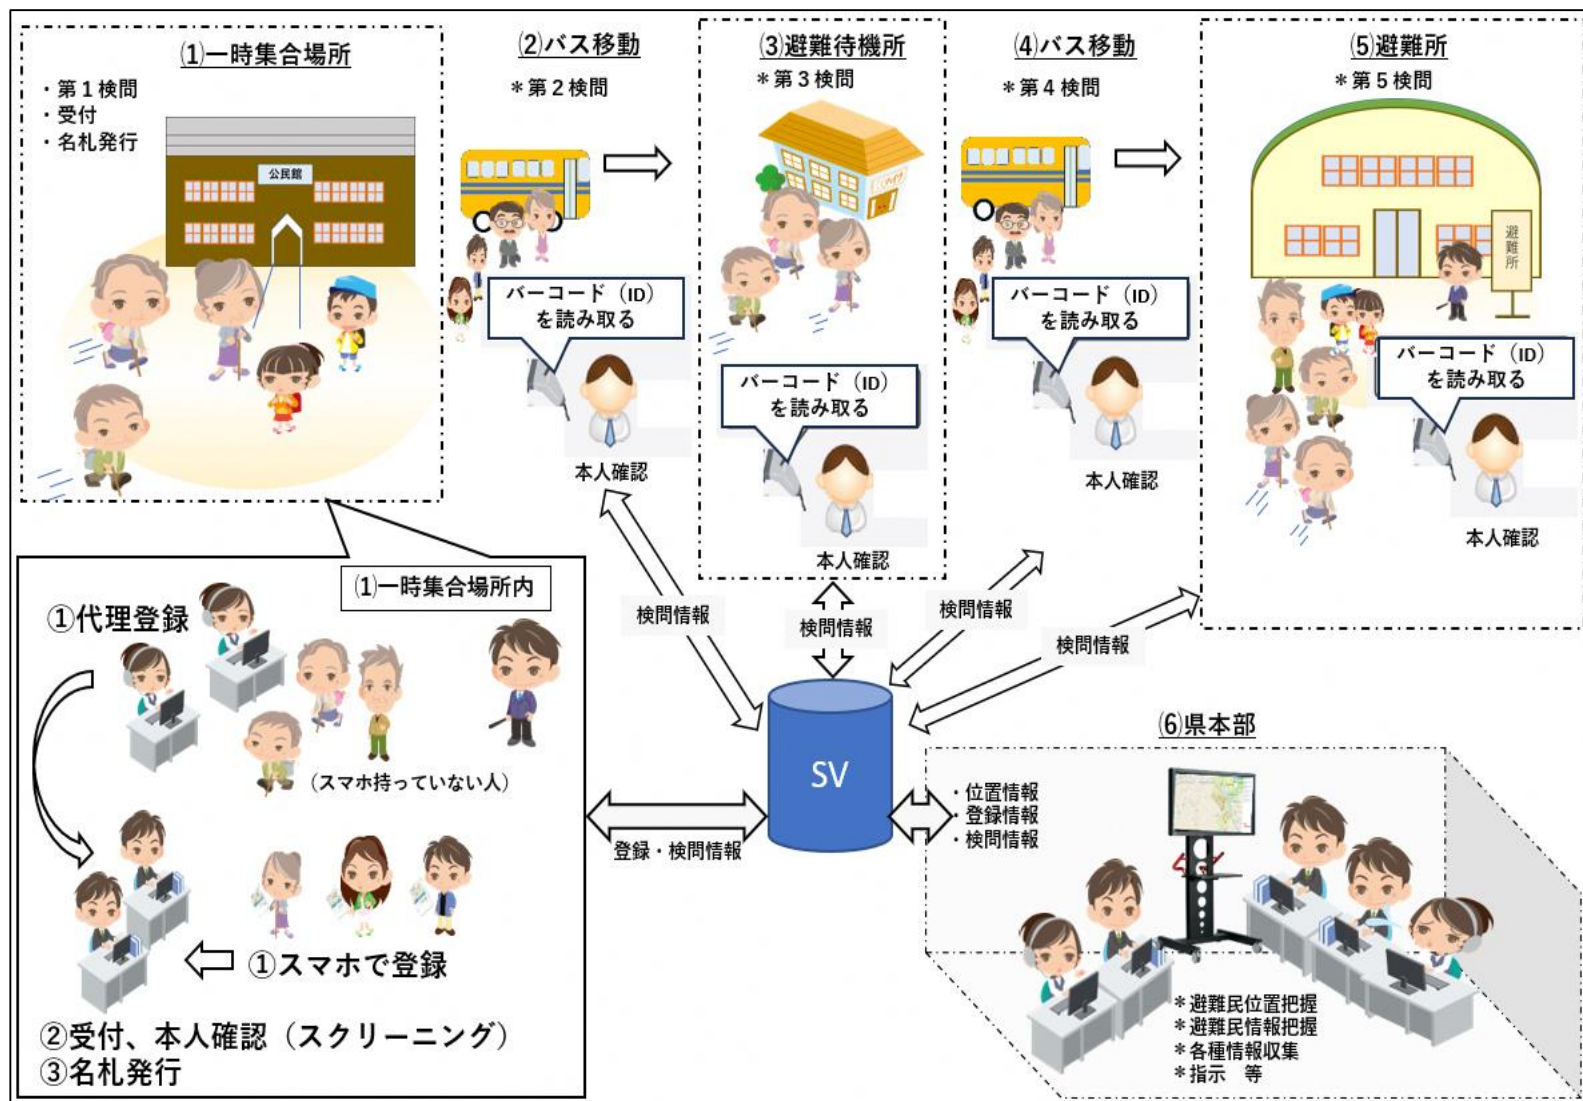 ⑴一時集合場所
・第１検問
・受付
・名札発行
公民館
⑵バス移動
＊第２検問
バーコード（ID）
を読み取る
本人確認
⑶避難待機所
＊第３検問
バーコード（ID）
を読み取る
本人確認
⑷バス移動
＊第４検問
バーコード（ID）
を読み取る
本人確認
⑸避難所
＊第５検問
避難所
バーコード（ID）
を読み取る
本人確認
⑴一時集合場所内
①代理登録
（スマホ持っていない人）
①スマホで登録
②受付、本人確認（スクリーニング）
③名札発行
検問情報
検問情報
検問情報
検問情報
SV
登録・検問情報
⑹県本部
・位置情報
・登録情報
・検問情報
＊避難民位置把握
＊避難民情報把握
＊各種情報収集
＊指示　等